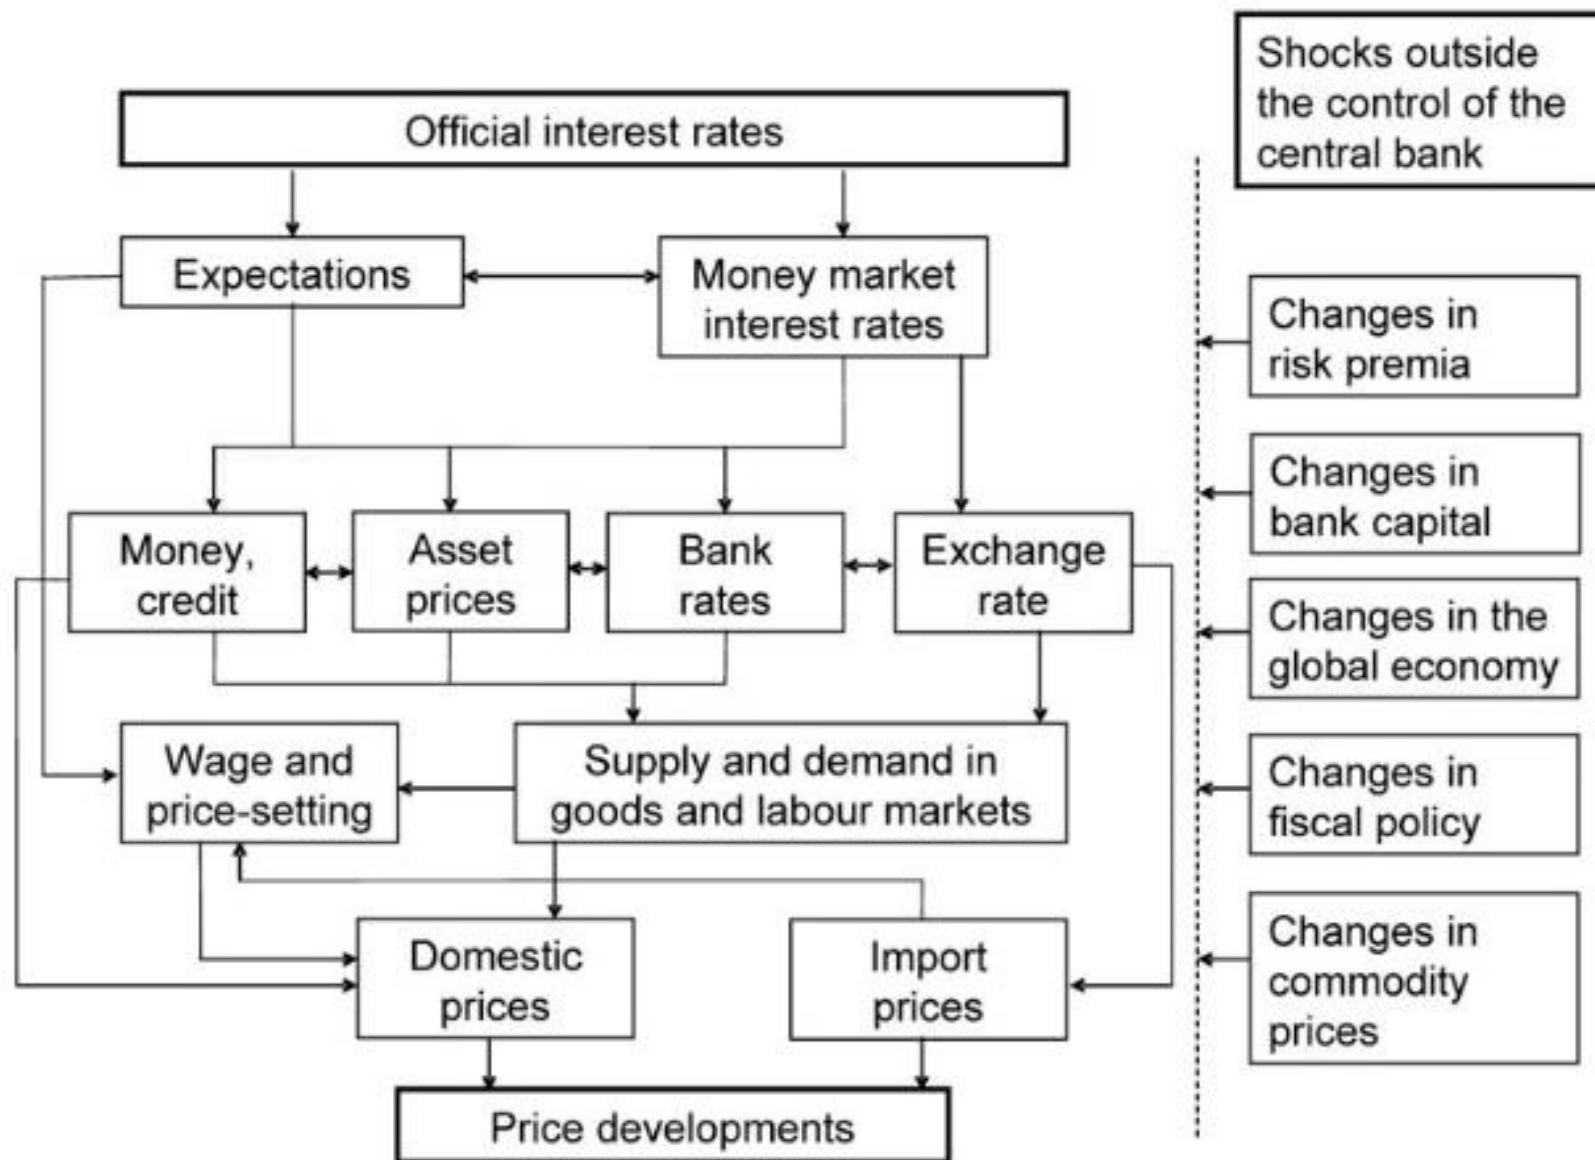 Official interest rates
Expectations
Money market
interest rates
Money,
credit
Asset
prices
Bank
rates
Exchange
rate
Wage and
price-setting
Supply and demand in
goods and labour markets
Domestic
prices
Import
prices
Price developments
Shocks outside
the control of the
central bank
Changes in
risk premia
Changes in
bank capital
Changes in the
global economy
Changes in
fiscal policy
Changes in
commodity
prices